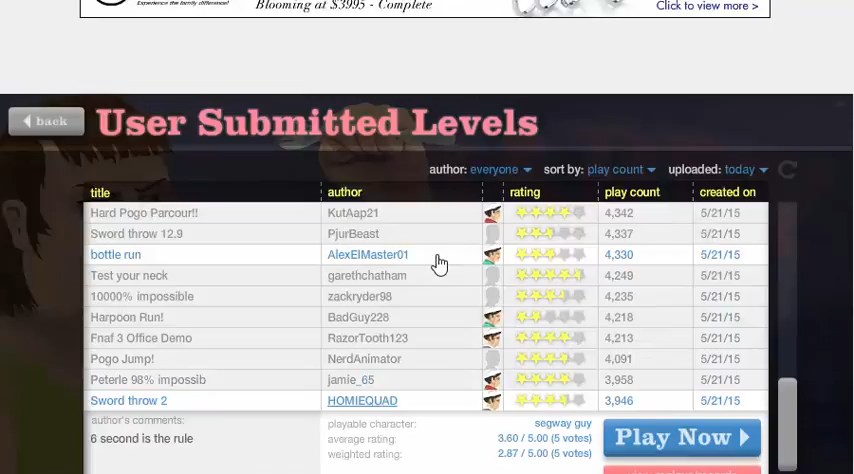 Experience the family difference!
Blooming at $3995 - Complete
Click to view more >
back
User Submitted Levels
author: everyone sort by: play count uploaded: today
title author rating play count created on
Hard Pogo Parcour!! KutAap21 4,342 5/21/15
Sword throw 12.9 PjurBeast 4,337 5/21/15
bottle run AlexElMaster01 4,330 5/21/15
Test your neck garethchatham 4,249 5/21/15
10000% impossible zackryder98 4,235 5/21/15
Harpoon Run! BadGuy228 4,218 5/21/15
Fnaf 3 Office Demo RazorTooth123 4,213 5/21/15
Pogo Jump! NerdAnimator 4,091 5/21/15
Peterle 98% impossib jamie_65 3,958 5/21/15
Sword throw 2 HOMIEQUAD 3,946 5/21/15
author's comments:
6 second is the rule
playable character: segway guy
average rating: 3.60 / 5.00 (5 votes)
weighted rating: 2.87 / 5.00 (5 votes)
Play Now